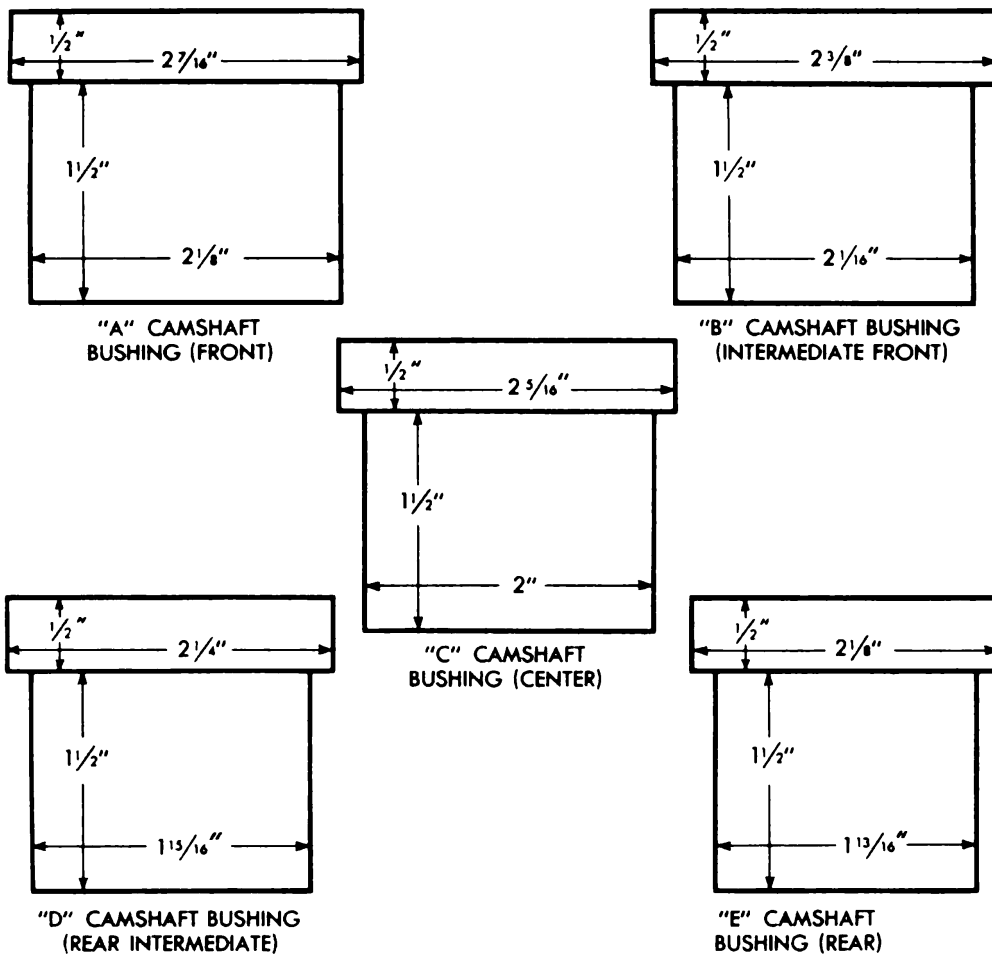 1/2"
2 7/16"
1 1/2"
2 1/8"
"A" CAMSHAFT
BUSHING (FRONT)
1/2"
2 3/8"
1 1/2"
2 1/16"
"B" CAMSHAFT BUSHING
(INTERMEDIATE FRONT)
1/2"
2 5/16"
1 1/2"
2"
"C" CAMSHAFT
BUSHING (CENTER)
1/2"
2 1/4"
1 1/2"
1 15/16"
"D" CAMSHAFT BUSHING
(REAR INTERMEDIATE)
1/2"
2 1/8"
1 1/2"
1 13/16"
"E" CAMSHAFT
BUSHING (REAR)